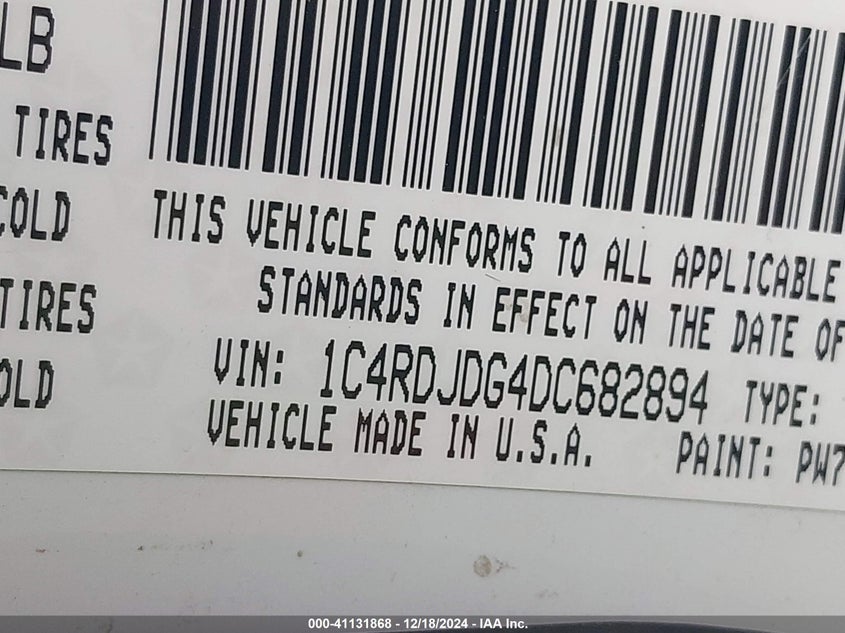 LB
TIRES
COLD
THIS VEHICLE CONFORMS TO ALL APPLICABLE
STANDARDS IN EFFECT ON THE DATE OF
TIRES
VIN: 1C4RDJDG4DC682894 TYPE:
OLD
VEHICLE MADE IN U.S.A. PAINT: PW7
000-41131868 - 12/18/2024 - IAA Inc.